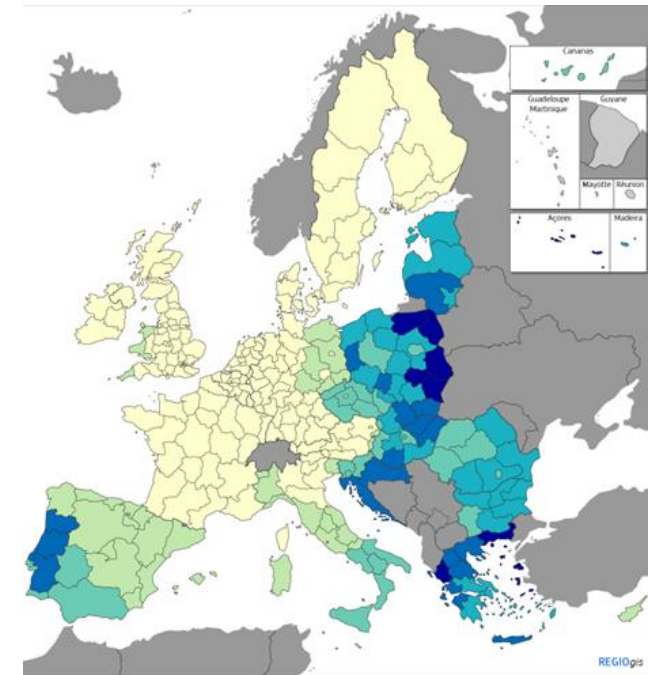 Canarias
Guadeloupe
Martinique
Guyane
Mayotte
Réunion
Açores
Madeira
REGIOgis